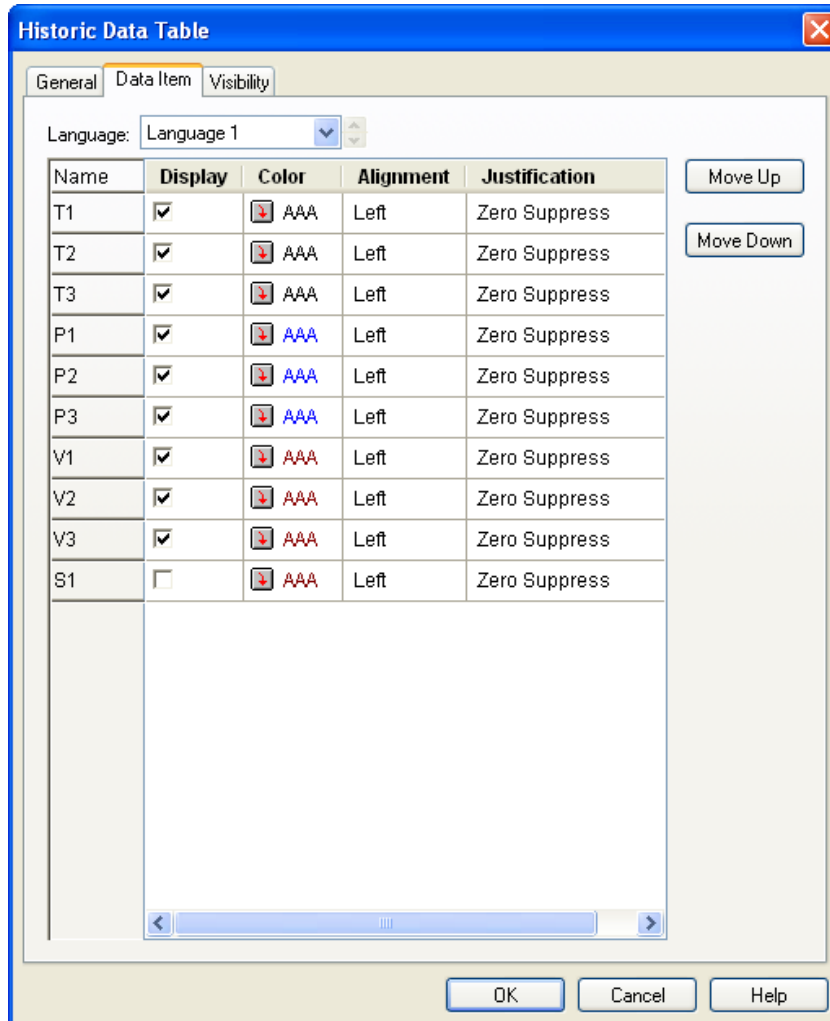 Historic Data Table
General Data Item Visibility
Language: Language 1
Name Display Color Alignment Justification
T1 AAA Left Zero Suppress
T2 AAA Left Zero Suppress
T3 AAA Left Zero Suppress
P1 AAA Left Zero Suppress
P2 AAA Left Zero Suppress
P3 AAA Left Zero Suppress
V1 AAA Left Zero Suppress
V2 AAA Left Zero Suppress
V3 AAA Left Zero Suppress
S1 AAA Left Zero Suppress
Move Up
Move Down
OK Cancel Help